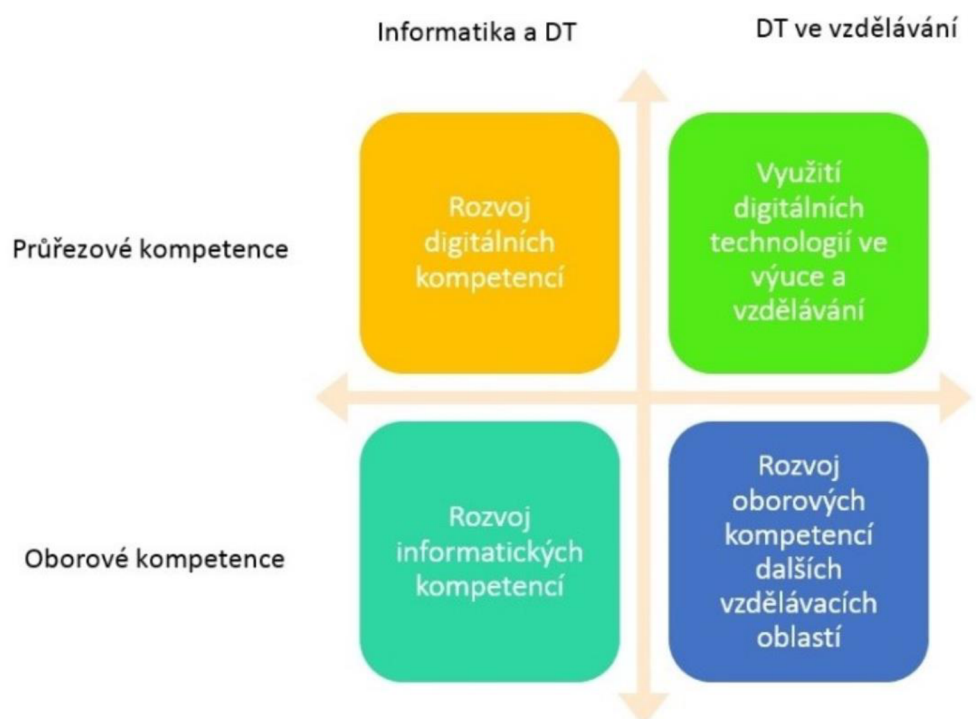 Informatika a DT
DT ve vzdělávání
Průřezové kompetence
Rozvoj
digitálních
kompetencí
Využití
digitálních
technologií ve
výuce a
vzdělávání
Oborové kompetence
Rozvoj
informatických
kompetencí
Rozvoj
oborových
kompetencí
dalších
vzdělávacích
oblastí